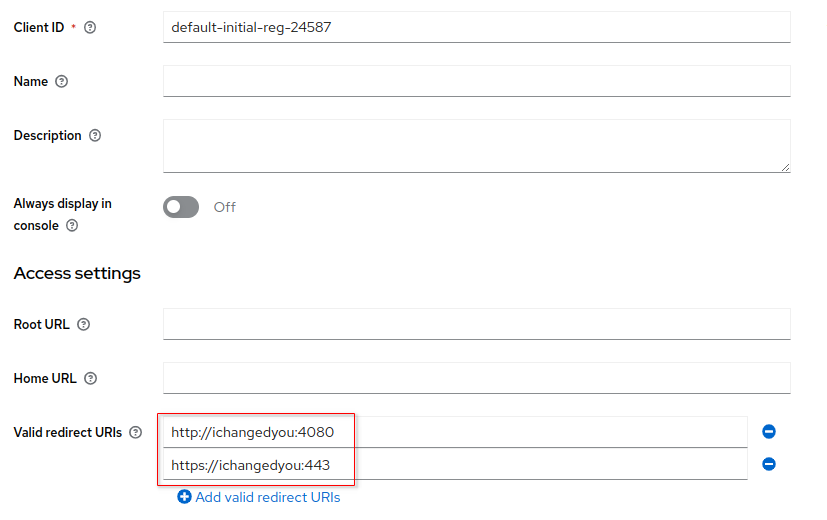 Client ID *
default-initial-reg-24587
Name
Description
Always display in
console
Off
Access settings
Root URL
Home URL
Valid redirect URIs
http://ichangedyou:4080
https://ichangedyou:443
Add valid redirect URIs